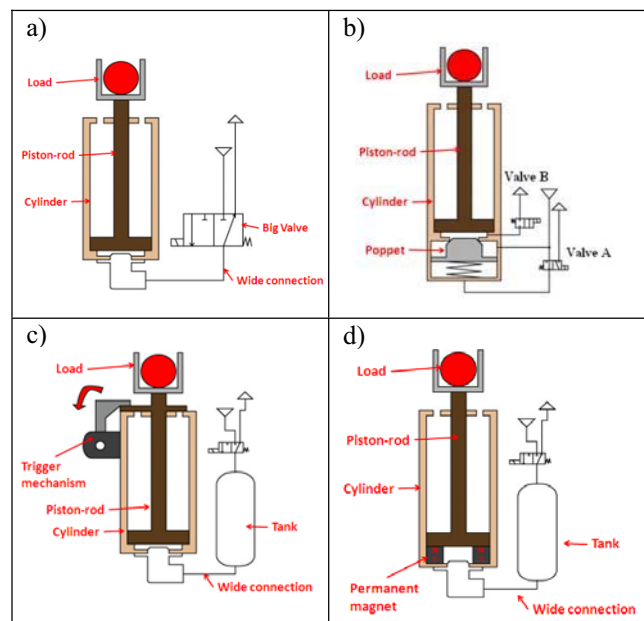 a)
Load
Piston-rod
Cylinder
Big Valve
Wide connection
b)
Load
Piston-rod
Valve B
Cylinder
Poppet
Valve A
c)
Load
Trigger
mechanism
Piston-rod
Cylinder
Tank
Wide connection
d)
Load
Piston-rod
Cylinder
Tank
Permanent
magnet
Wide connection